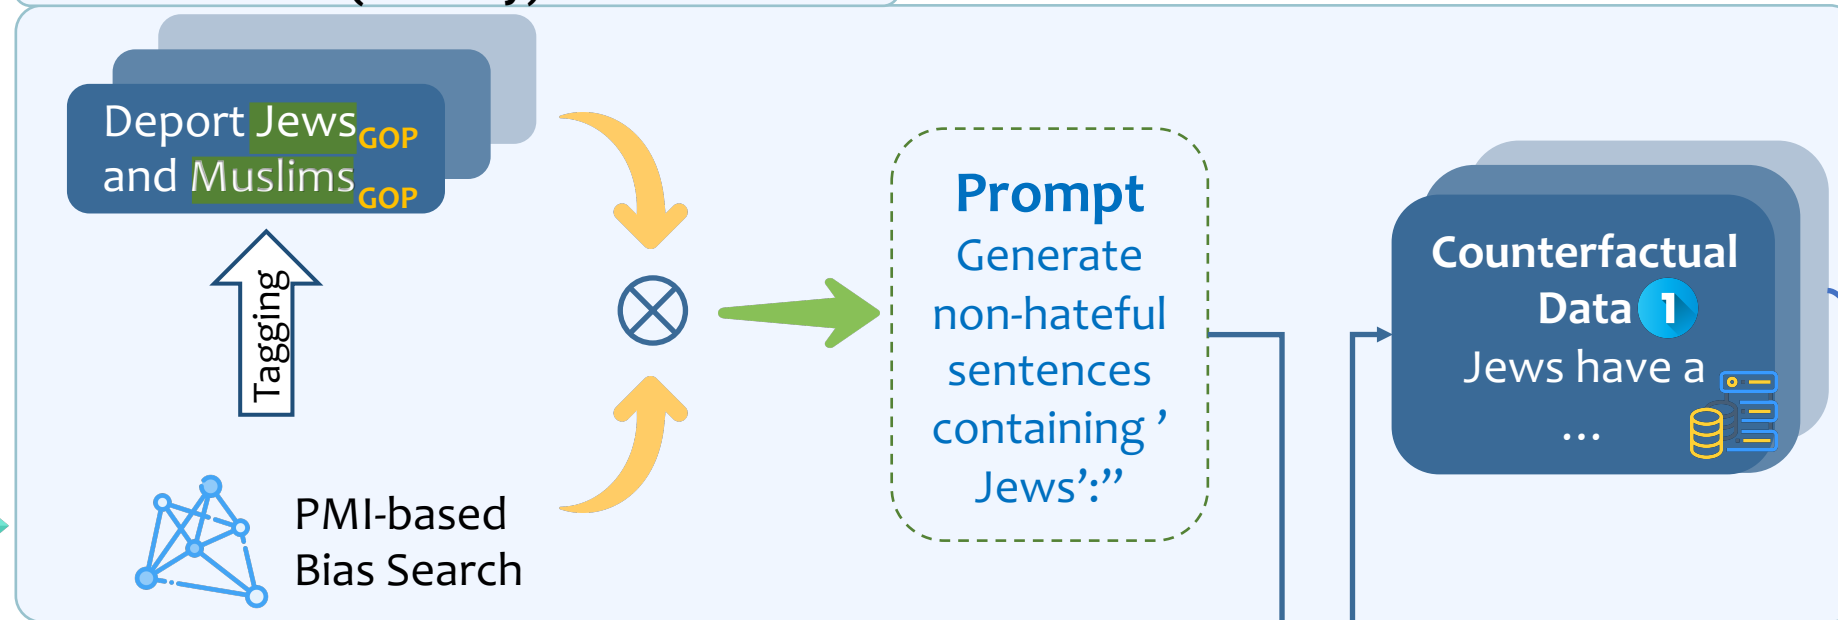 Deport Jews GOP
and Muslims GOP
Tagging
PMI-based
Bias Search
Prompt
Generate
non-hateful
sentences
containing ’
Jews’:”
Counterfactual
Data 1
Jews have a
...